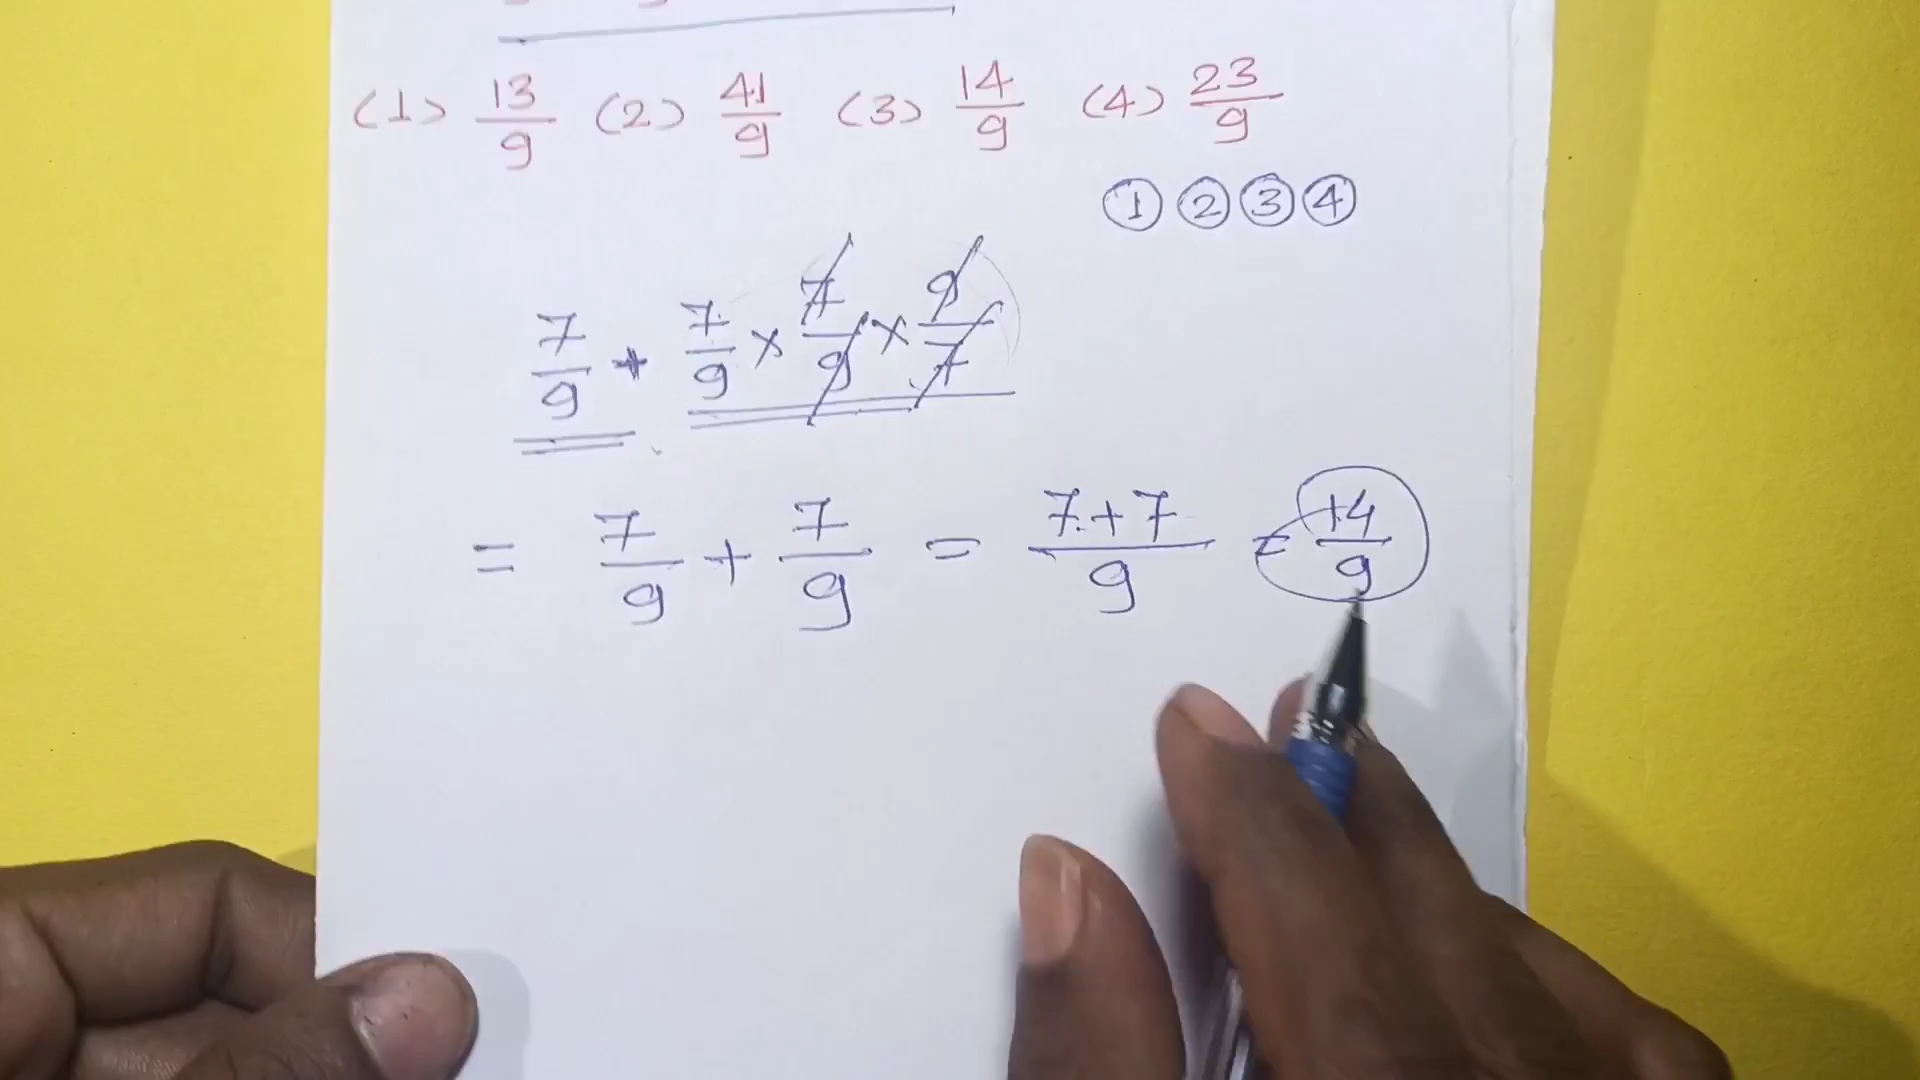 (1) 13/9 (2) 41/9 (3) 14/9 (4) 23/9
① ② ③ ④
7/9 + 7/9 × 7/9 × 9/7
= 7/9 + 7/9 = 7+7/9 = 14/9